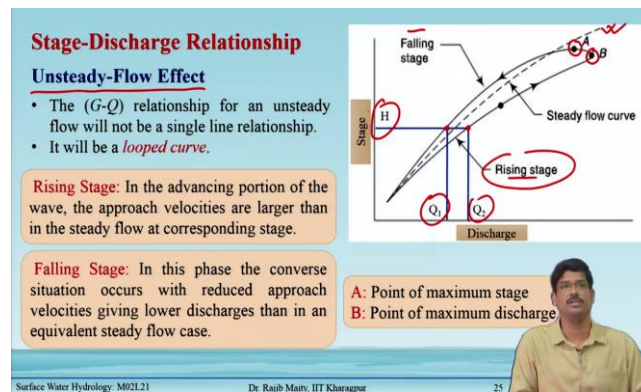 Stage-Discharge Relationship
Unsteady-Flow Effect
• The (G-Q) relationship for an unsteady
flow will not be a single line relationship.
• It will be a looped curve.
Rising Stage: In the advancing portion of the
wave, the approach velocities are larger than
in the steady flow at corresponding stage.
Falling Stage: In this phase the converse
situation occurs with reduced approach
velocities giving lower discharges than in an
equivalent steady flow case.
Falling
stage
A
B
Steady flow curve
Stage
H
Rising stage
Q1
Q2
Discharge
A: Point of maximum stage
B: Point of maximum discharge
Surface Water Hydrology: M02L21
Dr. Rajib Maity, IIT Kharagpur
25